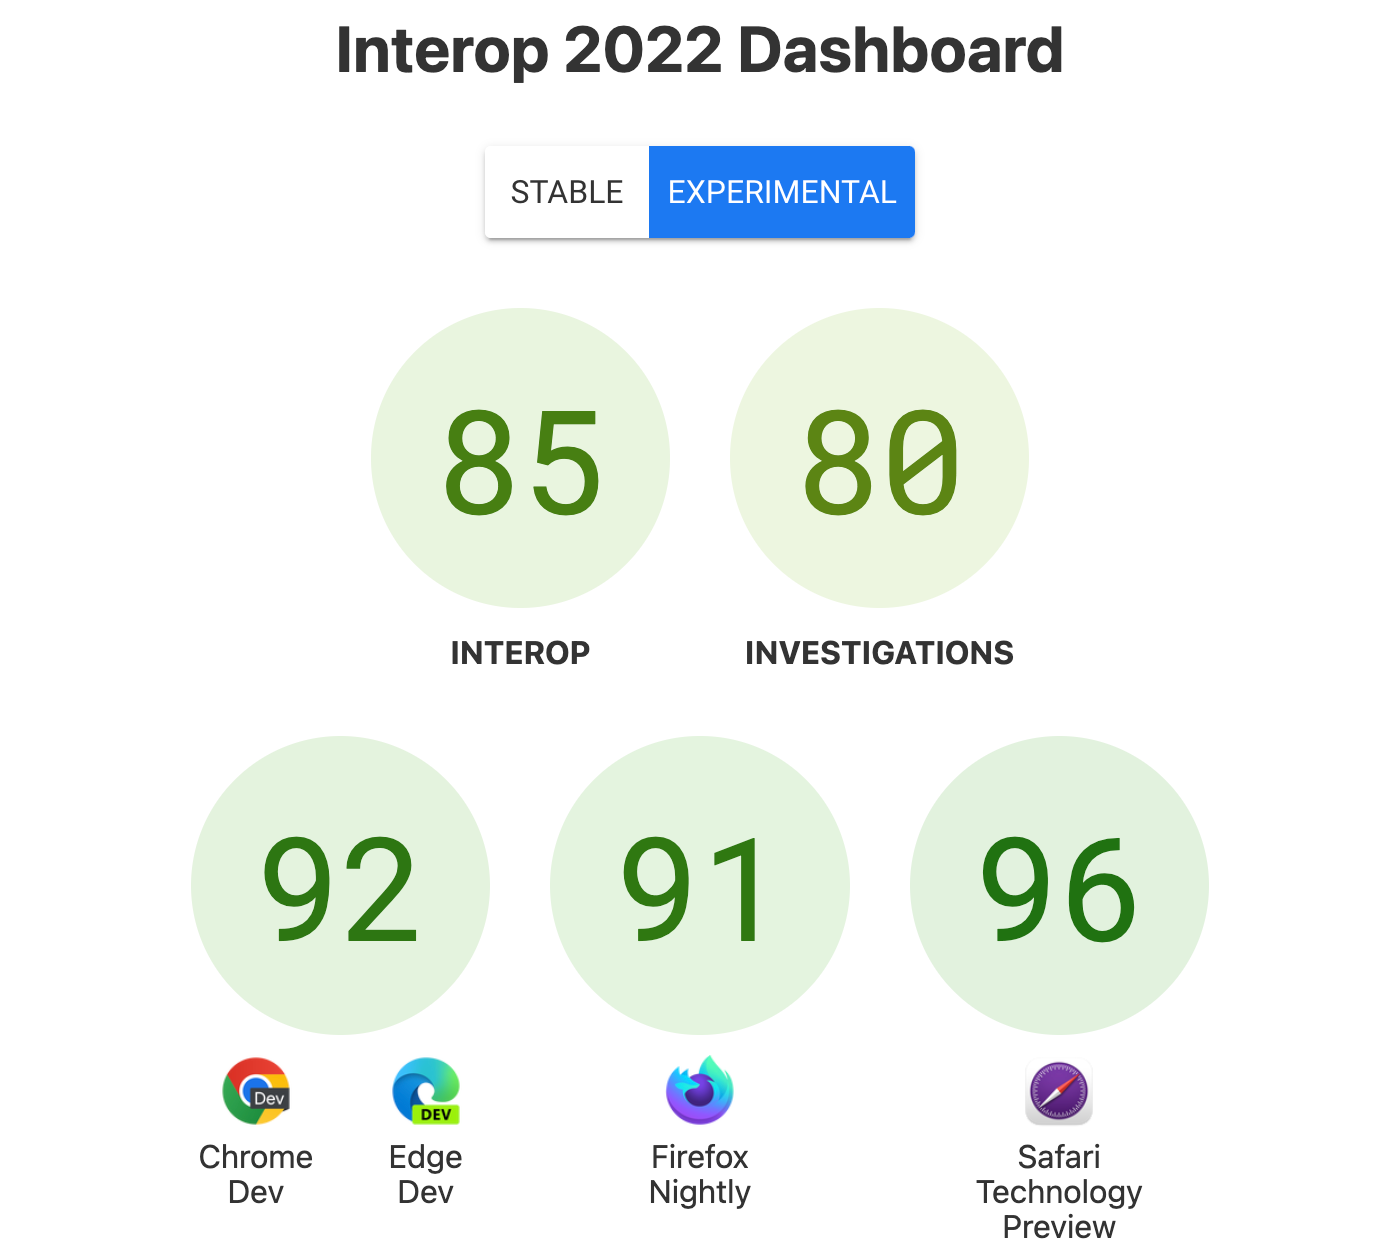 Interop 2022 Dashboard
STABLE
EXPERIMENTAL
85
80
INTEROP
INVESTIGATIONS
92
91
96
Dev
DEV
Chrome
Dev
Edge
Dev
Firefox
Nightly
Safari
Technology
Preview